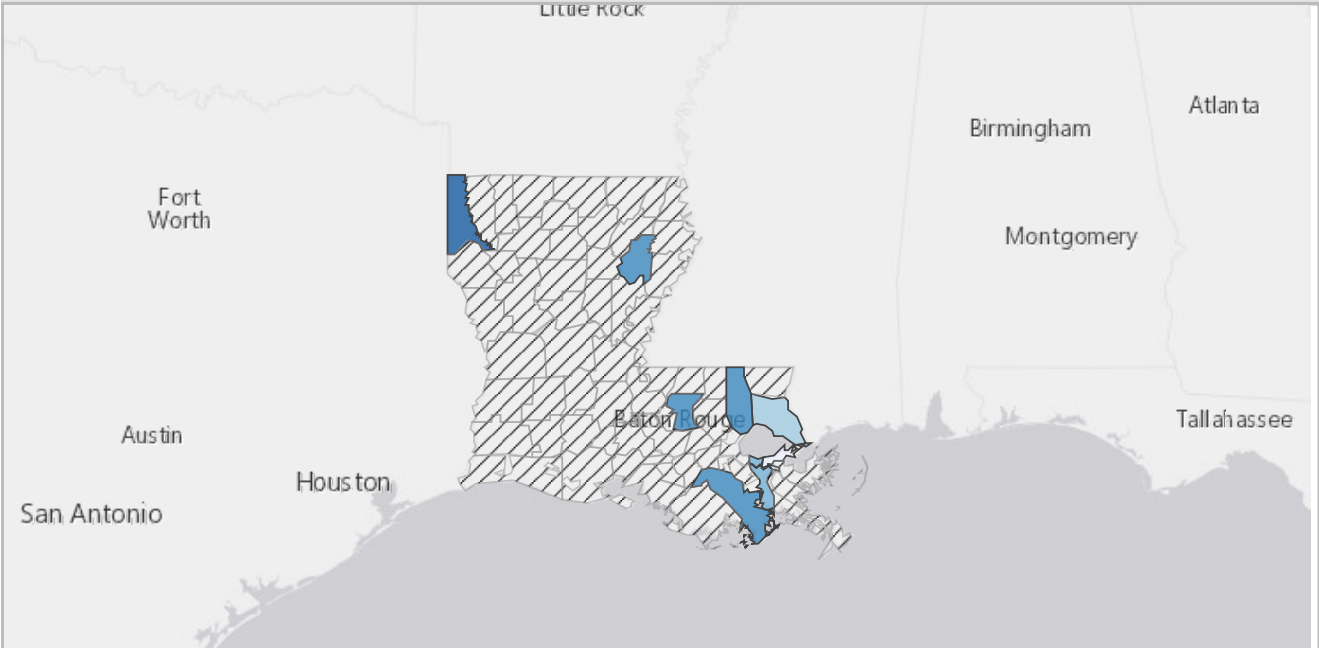 Little Rock
Atlanta
Birmingham
Fort
Worth
Montgomery
Baton Rouge
Tallahassee
Austin
Houston
San Antonio